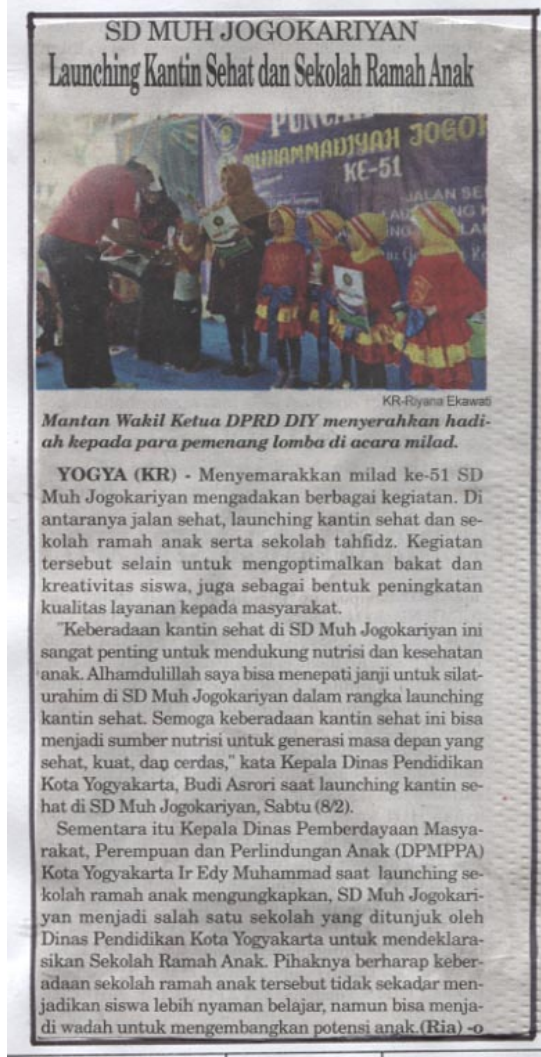 SD MUH JOGOKARIYAN
Launching Kantin Sehat dan Sekolah Ramah Anak
PUNCAK
MUHAMMADIYAH JOGOK
KE-51
JALAN SE
KR-Riyana Ekawati
Mantan Wakil Ketua DPRD DIY menyerahkan hadi-
ah kepada para pemenang lomba di acara milad.
YOGYA (KR) - Menyemarakkan milad ke-51 SD
Muh Jogokariyan mengadakan berbagai kegiatan. Di
antaranya jalan sehat, launching kantin sehat dan se-
kolah ramah anak serta sekolah tahfidz. Kegiatan
tersebut selain untuk mengoptimalkan bakat dan
kreativitas siswa, juga sebagai bentuk peningkatan
kualitas layanan kepada masyarakat.
"Keberadaan kantin sehat di SD Muh Jogokariyan ini
sangat penting untuk mendukung nutrisi dan kesehatan
anak. Alhamdulillah saya bisa menepati janji untuk silat-
urahim di SD Muh Jogokariyan dalam rangka launching
kantin sehat. Semoga keberadaan kantin sehat ini bisa
menjadi sumber nutrisi untuk generasi masa depan yang
sehat, kuat, dan cerdas," kata Kepala Dinas Pendidikan
Kota Yogyakarta, Budi Asrori saat launching kantin se-
hat di SD Muh Jogokariyan, Sabtu (8/2).
Sementara itu Kepala Dinas Pemberdayaan Masya-
rakat, Perempuan dan Perlindungan Anak (DPMPPA)
Kota Yogyakarta Ir Edy Muhammad saat launching se-
kolah ramah anak mengungkapkan, SD Muh Jogokari-
yan menjadi salah satu sekolah yang ditunjuk oleh
Dinas Pendidikan Kota Yogyakarta untuk mendeklara-
sikan Sekolah Ramah Anak. Pihaknya berharap keber-
adaan sekolah ramah anak tersebut tidak sekadar men-
jadikan siswa lebih nyaman belajar, namun bisa menja-
di wadah untuk mengembangkan potensi anak.(Ria) -o